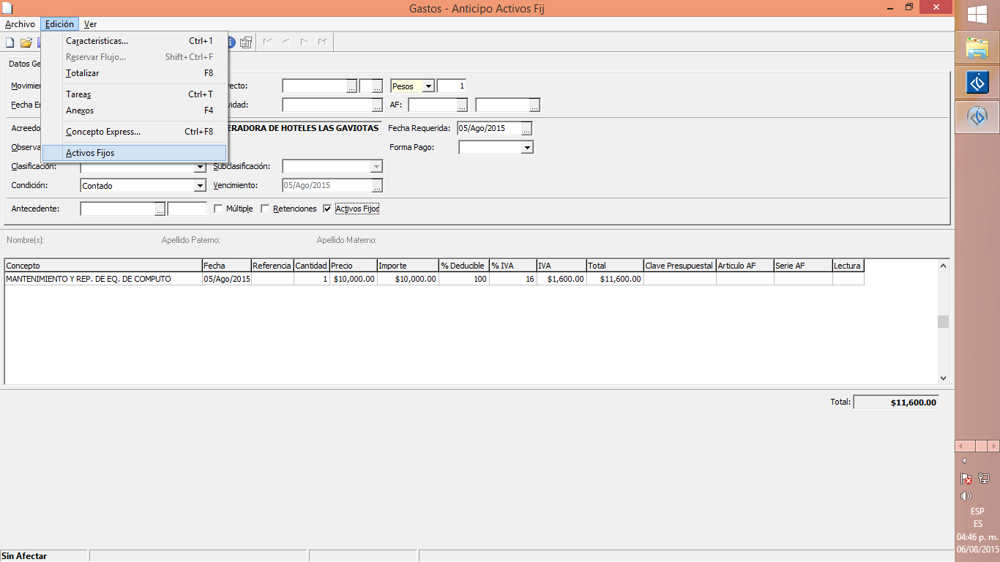 Gastos - Anticipo Activos Fij
Archivo Edición Ver
Características... Ctrl+1
Reservar Flujo... Shift+Ctrl+F
Totalizar F8
Tareas Ctrl+T
Anexos F4
Concepto Express... Ctrl+F8
Activos Fijos
Datos Ge
Movimie yecto: ... ... Pesos 1
Fecha En vidad: ... AF: ... ...
Acreedo ERADORA DE HOTELES LAS GAVIOTAS Fecha Requerida: 05/Ago/2015 ...
Observa Forma Pago:
Clasificación: Subclasificación:
Condición: Contado Vencimiento: 05/Ago/2015 ...
Antecedente: ... Múltiple Retenciones Activos Fijos
Nombre(s): Apellido Paterno: Apellido Materno:
Concepto Fecha Referencia Cantidad Precio Importe % Deducible % IVA IVA Total Clave Presupuestal Articulo AF Serie AF Lectura
MANTENIMIENTO Y REP. DE EQ. DE COMPUTO 05/Ago/2015 1 $10,000.00 $10,000.00 100 16 $1,600.00 $11,600.00
Total: $11,600.00
Sin Afectar
ESP
ES
04:46 p. m.
06/08/2015